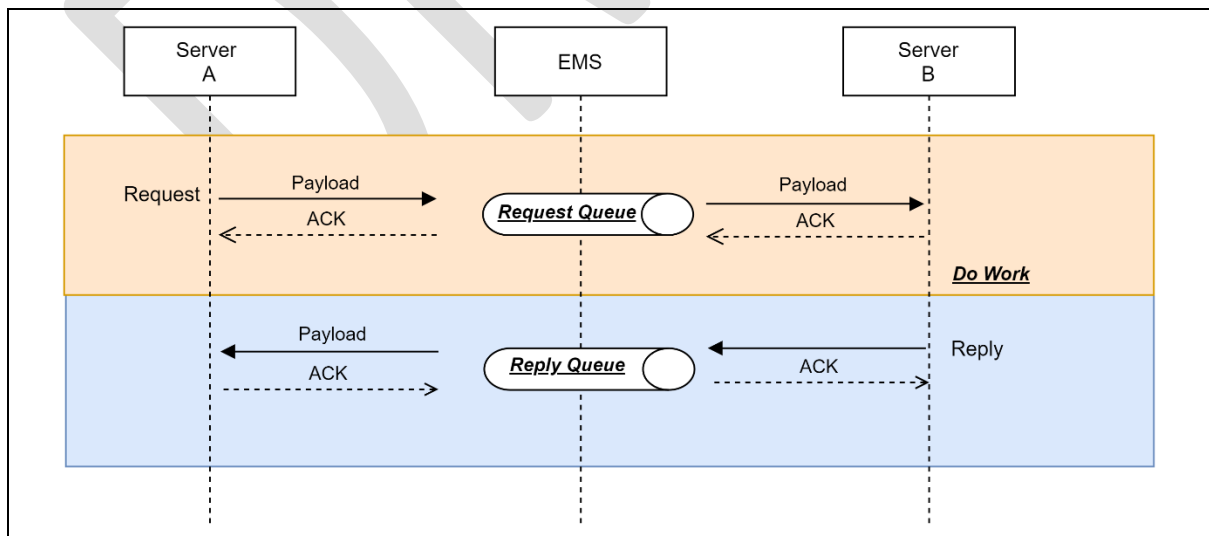 Server
A
EMS
Server
B
Request
Payload
Request Queue
Payload
ACK
ACK
Do Work
Payload
Reply Queue
Reply
ACK
ACK